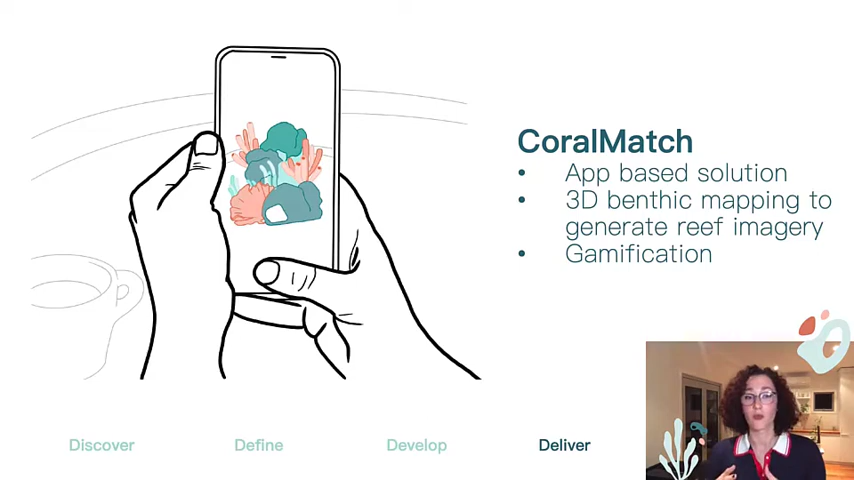 CoralMatch
• App based solution
• 3D benthic mapping to
generate reef imagery
• Gamification
Discover Define Develop Deliver